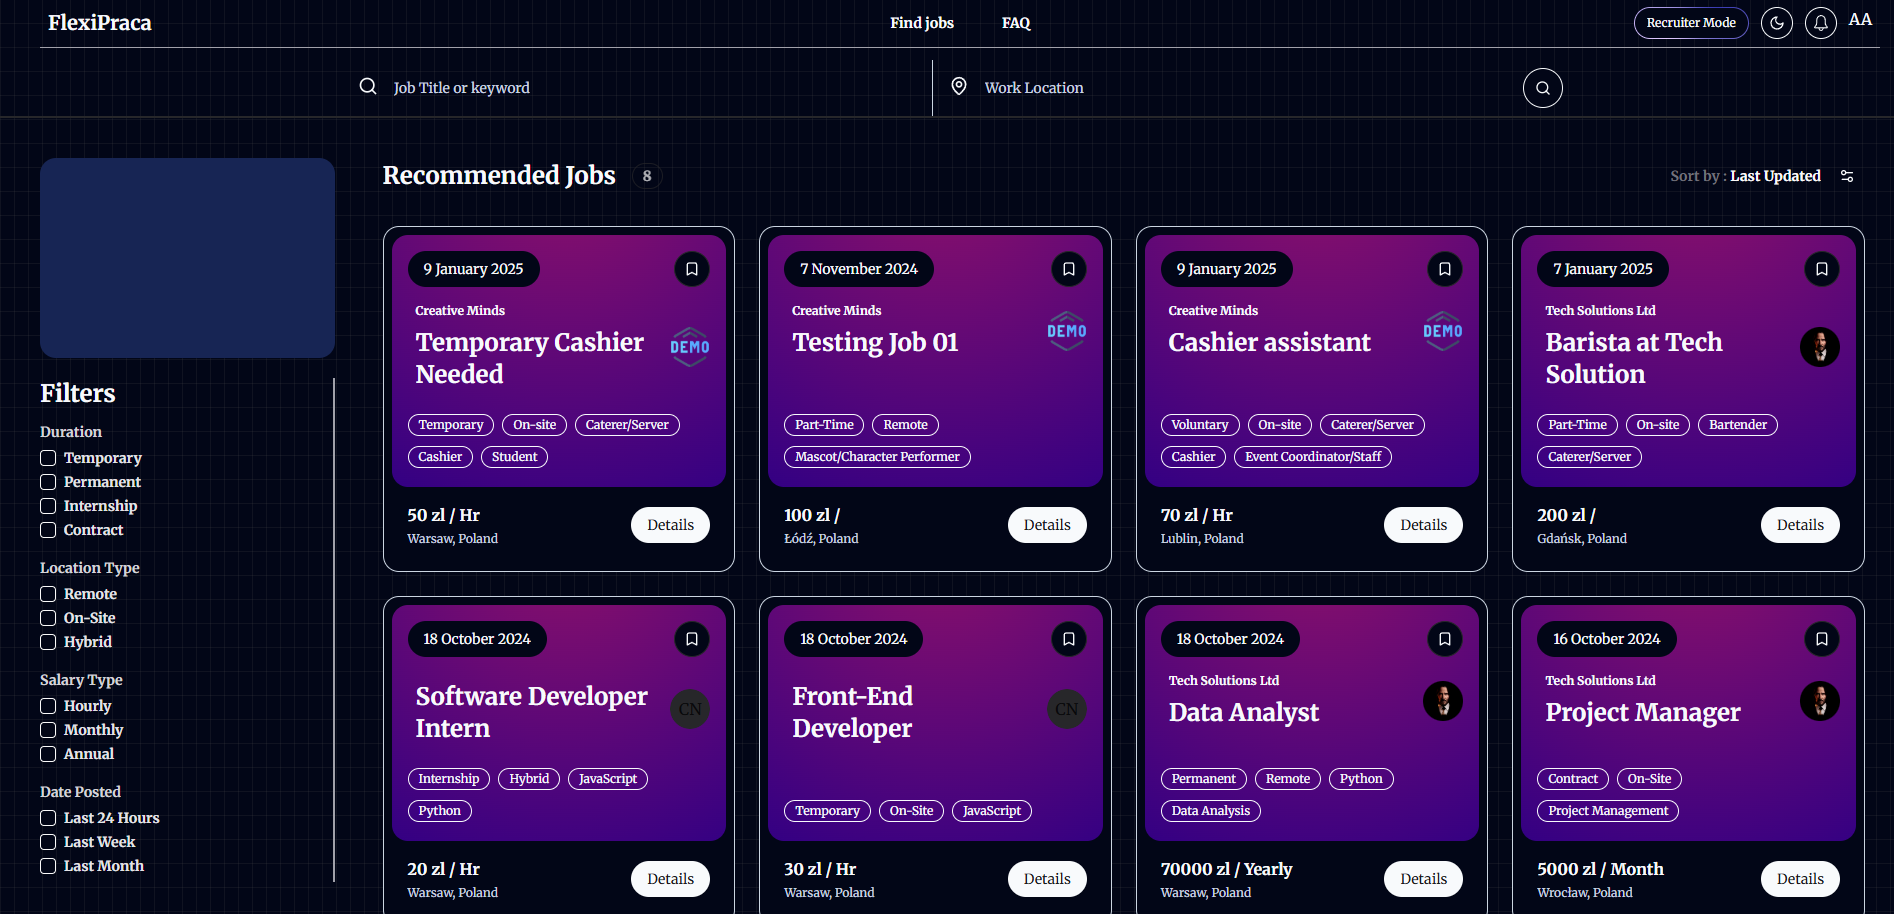 FlexiPraca
Find jobs
FAQ
Recruiter Mode
AA
Job Title or keyword
Work Location
Recommended Jobs 8
Sort by : Last Updated
Filters
Duration
Temporary
Permanent
Internship
Contract
Location Type
Remote
On-Site
Hybrid
Salary Type
Hourly
Monthly
Annual
Date Posted
Last 24 Hours
Last Week
Last Month
9 January 2025
Creative Minds
Temporary Cashier
Needed
DEMO
Temporary On-site Caterer/Server
Cashier Student
50 zl / Hr
Warsaw, Poland
Details
7 November 2024
Creative Minds
Testing Job 01
DEMO
Part-Time Remote
Mascot/Character Performer
100 zl /
Łódź, Poland
Details
9 January 2025
Creative Minds
Cashier assistant
DEMO
Voluntary On-site Caterer/Server
Cashier Event Coordinator/Staff
70 zl / Hr
Lublin, Poland
Details
7 January 2025
Tech Solutions Ltd
Barista at Tech
Solution
Part-Time On-site Bartender
Caterer/Server
200 zl /
Gdańsk, Poland
Details
18 October 2024
Software Developer
Intern
CN
Internship Hybrid JavaScript
Python
20 zl / Hr
Warsaw, Poland
Details
18 October 2024
Front-End
Developer
CN
Temporary On-Site JavaScript
30 zl / Hr
Warsaw, Poland
Details
18 October 2024
Tech Solutions Ltd
Data Analyst
Permanent Remote Python
Data Analysis
70000 zl / Yearly
Warsaw, Poland
Details
16 October 2024
Tech Solutions Ltd
Project Manager
Contract On-Site
Project Management
5000 zl / Month
Wrocław, Poland
Details